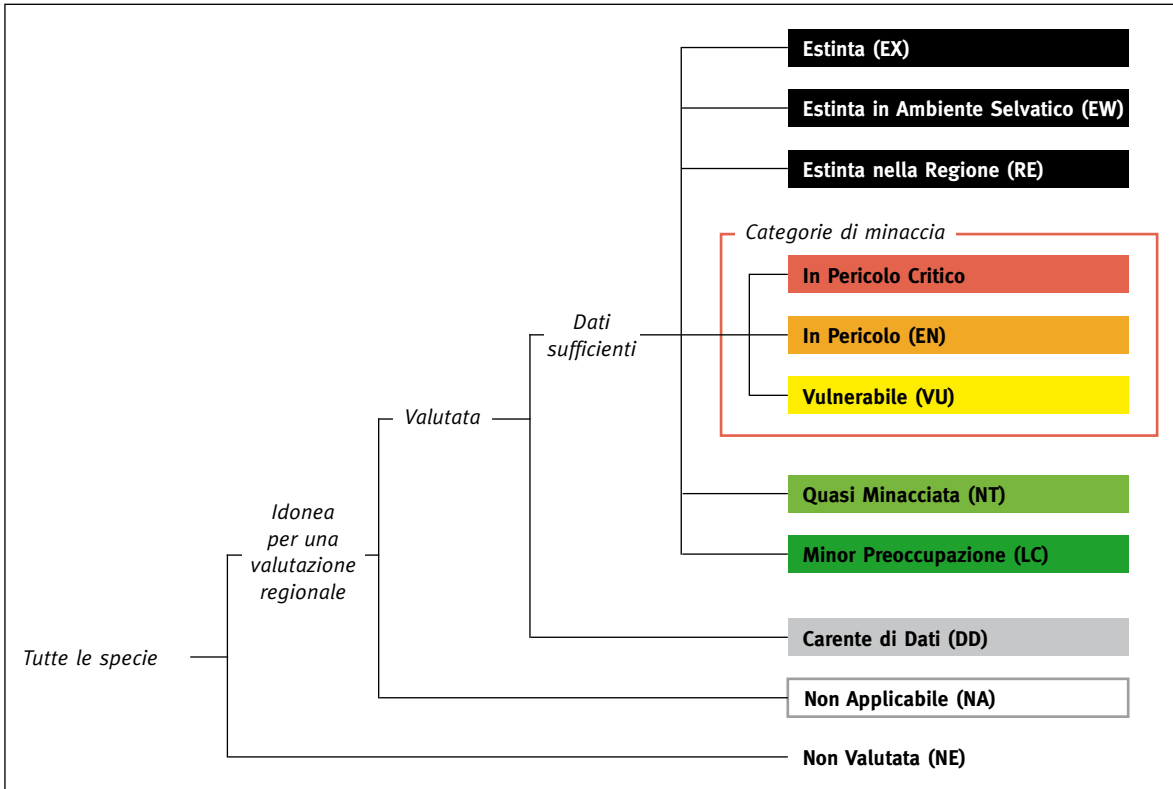 Estinta (EX)
Estinta in Ambiente Selvatico (EW)
Estinta nella Regione (RE)
Categorie di minaccia
In Pericolo Critico
In Pericolo (EN)
Vulnerabile (VU)
Dati
sufficienti
Valutata
Quasi Minacciata (NT)
Minor Preoccupazione (LC)
Idonea
per una
valutazione
regionale
Carente di Dati (DD)
Tutte le specie
Non Applicabile (NA)
Non Valutata (NE)